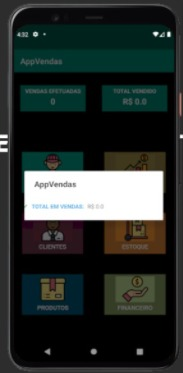 4:32
AppVendas
VENDAS EFETUADAS
0
TOTAL VENDIDO
R$ 0.0
AppVendas
TOTAL EM VENDAS: R$ 0.0
CLIENTES
ESTOQUE
PRODUTOS
FINANCEIRO